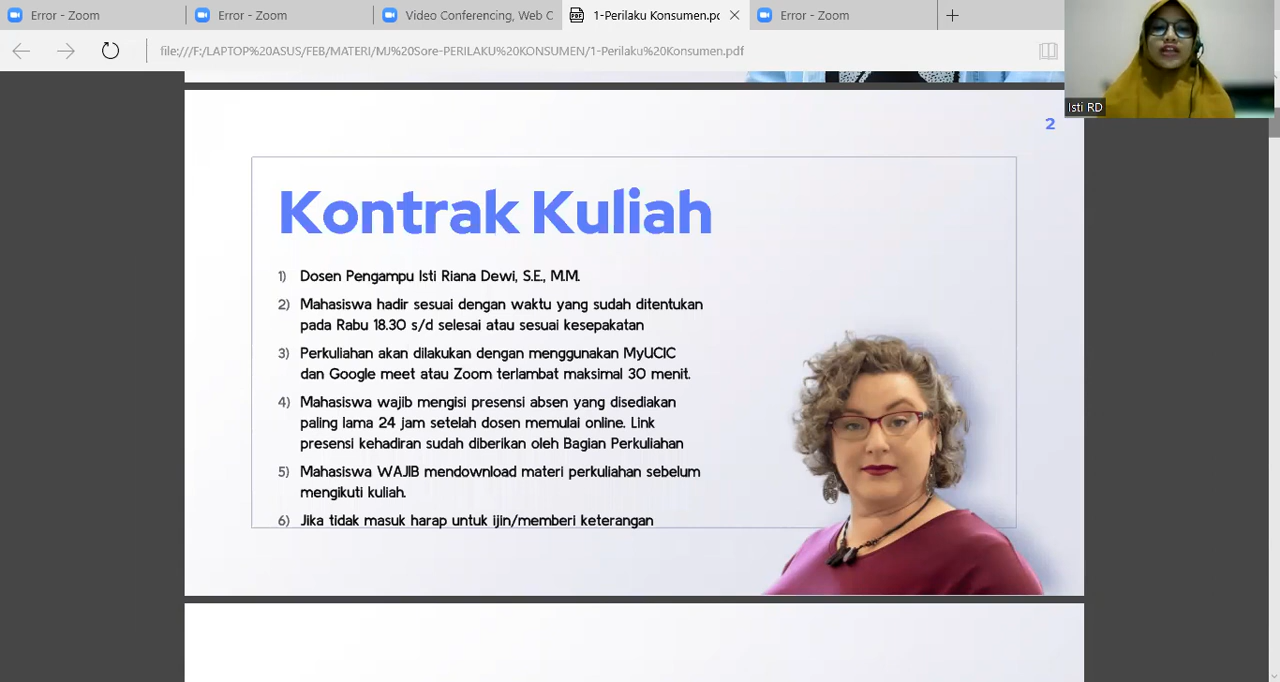 Error - Zoom
Error - Zoom
Video Conferencing, Web C
1-Perilaku Konsumen.pc
Error - Zoom
file:///F:/LAPTOP%20ASUS/FEB/MATERI/MJ%20Sore-PERILAKU%20KONSUMEN/1-Perilaku%20Konsumen.pdf
Isti RD
2
Kontrak Kuliah
1) Dosen Pengampu Isti Riana Dewi, S.E., M.M.
2) Mahasiswa hadir sesuai dengan waktu yang sudah ditentukan
pada Rabu 18.30 s/d selesai atau sesuai kesepakatan
3) Perkuliahan akan dilakukan dengan menggunakan MyUCIC
dan Google meet atau Zoom terlambat maksimal 30 menit.
4) Mahasiswa wajib mengisi presensi absen yang disediakan
paling lama 24 jam setelah dosen memulai online. Link
presensi kehadiran sudah diberikan oleh Bagian Perkuliahan
5) Mahasiswa WAJIB mendownload materi perkuliahan sebelum
mengikuti kuliah.
6) Jika tidak masuk harap untuk ijin/memberi keterangan